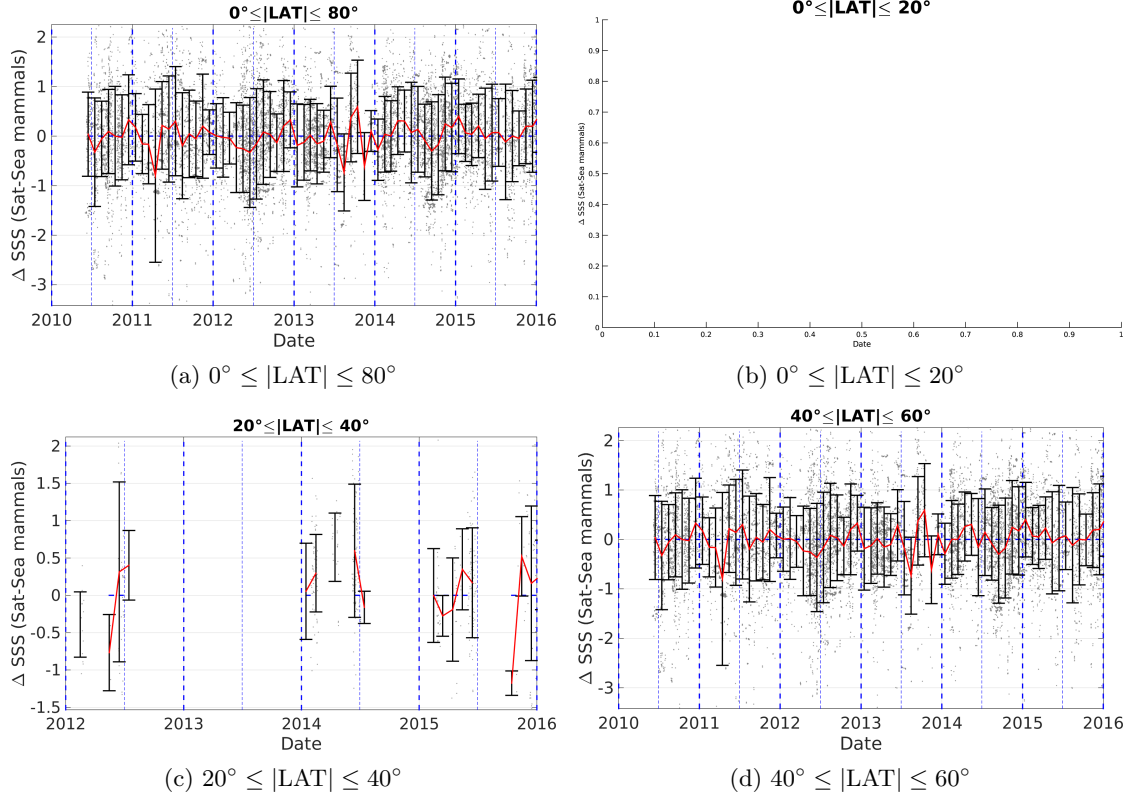 0°≤|LAT|≤ 80°
Δ SSS (Sat-Sea mammals)
2
1
0
-1
-2
-3
2010 2011 2012 2013 2014 2015 2016
Date
(a) 0° ≤ |LAT| ≤ 80°
0°≤|LAT|≤ 20°
Δ SSS (Sat-Sea mammals)
1
0.9
0.8
0.7
0.6
0.5
0.4
0.3
0.2
0.1
0
0 0.1 0.2 0.3 0.4 0.5 0.6 0.7 0.8 0.9 1
Date
(b) 0° ≤ |LAT| ≤ 20°
20°≤|LAT|≤ 40°
Δ SSS (Sat-Sea mammals)
2
1.5
1
0.5
0
-0.5
-1
-1.5
2012 2013 2014 2015 2016
Date
(c) 20° ≤ |LAT| ≤ 40°
40°≤|LAT|≤ 60°
Δ SSS (Sat-Sea mammals)
2
1
0
-1
-2
-3
2010 2011 2012 2013 2014 2015 2016
Date
(d) 40° ≤ |LAT| ≤ 60°